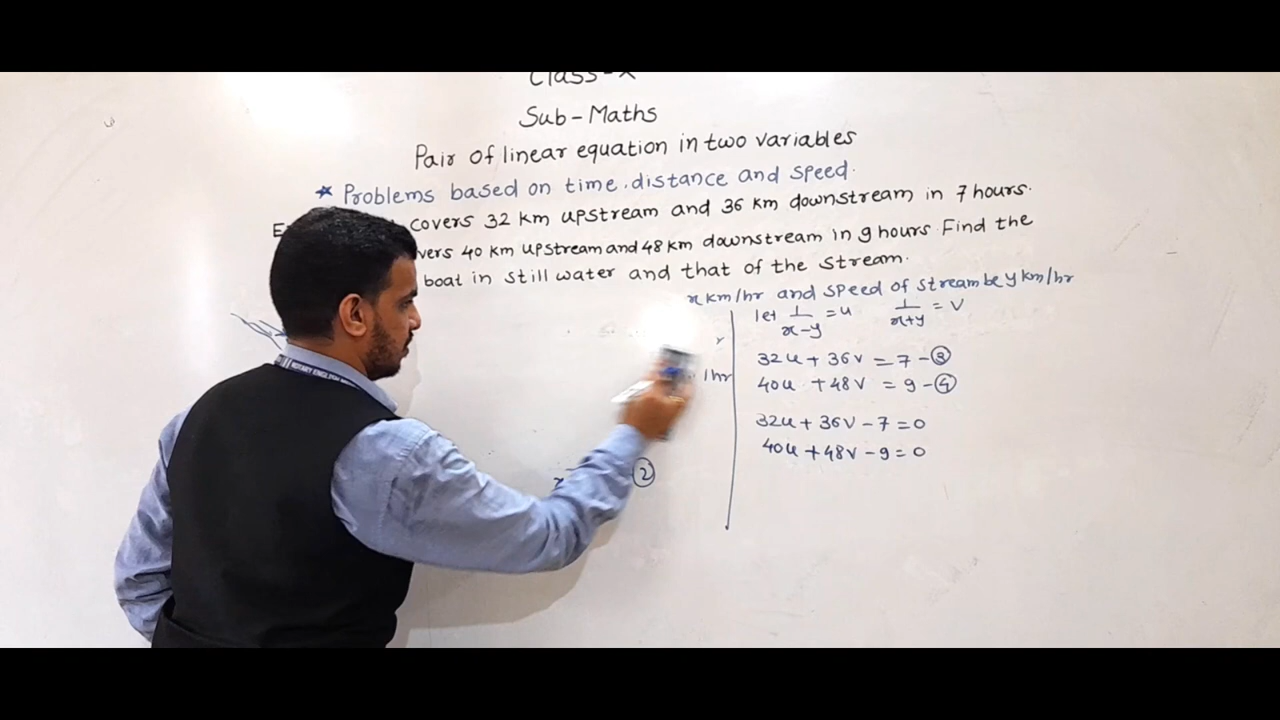 Class-X
Sub-Maths
Pair of linear equation in two variables
* Problems based on time, distance and speed.
covers 32 km upstream and 36 km downstream in 7 hours.
vers 40 km upstream and 48 km downstream in 9 hours. Find the
boat in still water and that of the stream.
x km/hr and speed of stream be y km/hr
let 1/(x-y) = u 1/(x+y) = V
32u + 36v = 7 - ③
40u + 48v = 9 - ④
32u + 36v - 7 = 0
40u + 48v - 9 = 0
1hr
②